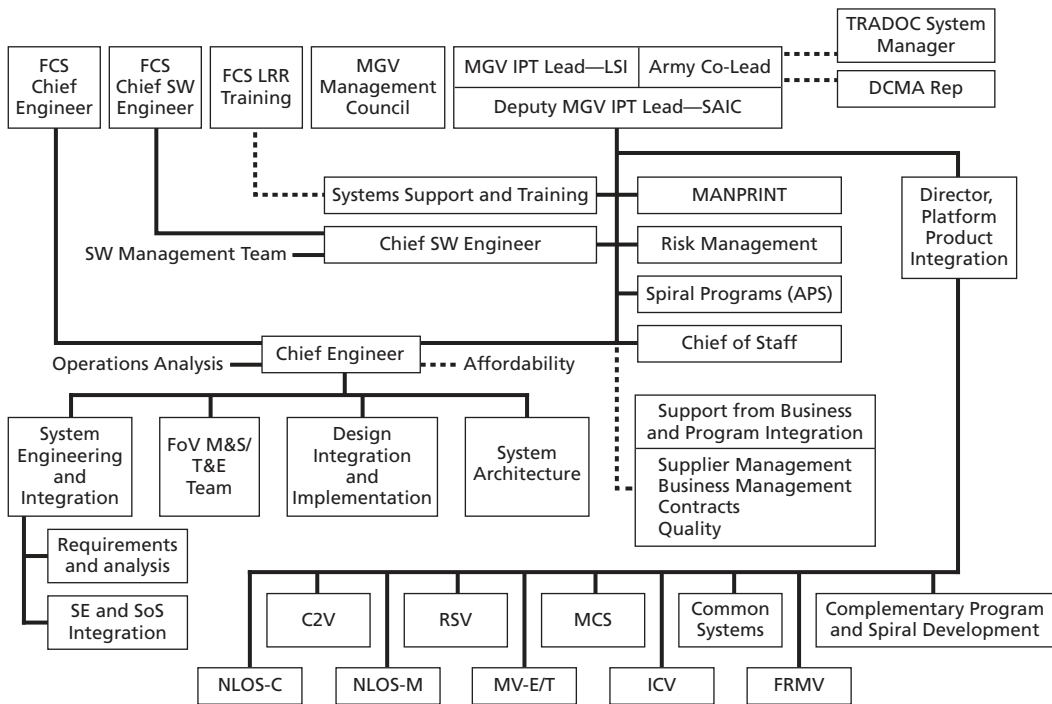 TRADOC System
Manager
FCS
Chief
Engineer
FCS
Chief SW
Engineer
FCS LRR
Training
MGV
Management
Council
MGV IPT Lead—LSI
Army Co-Lead
Deputy MGV IPT Lead—SAIC
DCMA Rep
Systems Support and Training
MANPRINT
Director,
Platform
Product
Integration
Chief SW Engineer
Risk Management
SW Management Team
Spiral Programs (APS)
Chief of Staff
Chief Engineer
Operations Analysis
Affordability
System
Engineering
and
Integration
FoV M&S/
T&E
Team
Design
Integration
and
Implementation
System
Architecture
Support from Business
and Program Integration
Supplier Management
Business Management
Contracts
Quality
Requirements
and analysis
SE and SoS
Integration
C2V
RSV
MCS
Common
Systems
Complementary Program
and Spiral Development
NLOS-C
NLOS-M
MV-E/T
ICV
FRMV